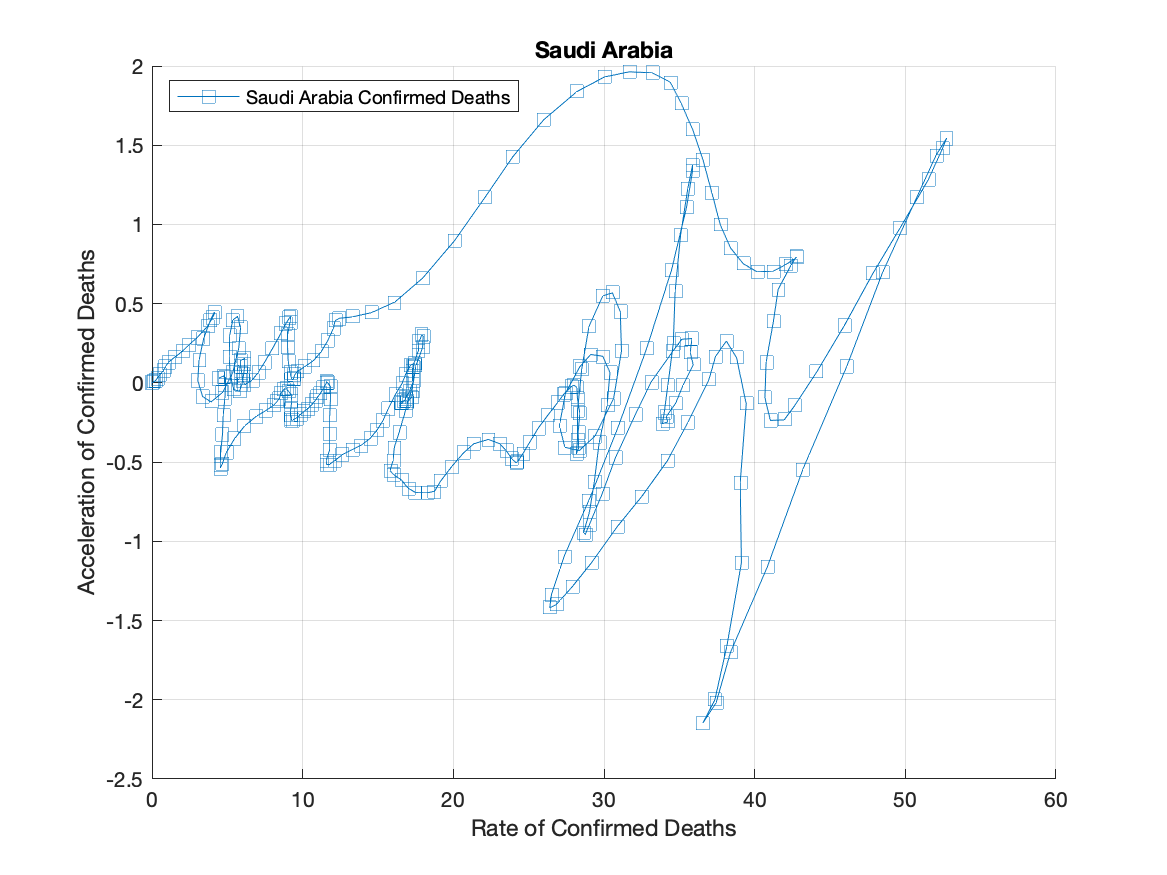 Saudi Arabia
Saudi Arabia Confirmed Deaths
2
1.5
1
0.5
0
-0.5
-1
-1.5
-2
-2.5
Acceleration of Confirmed Deaths
0 10 20 30 40 50 60
Rate of Confirmed Deaths